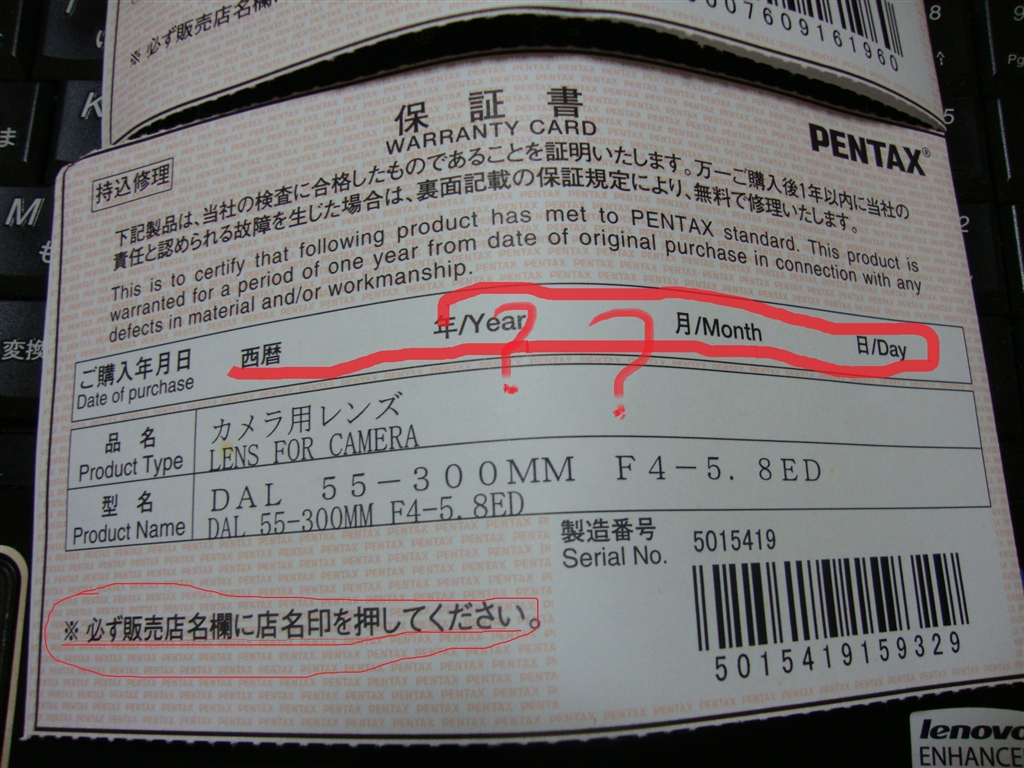 ※ 必ず販売店名欄
007609161960
保証書
WARRANTY CARD
PENTAX®
持込修理
下記製品は、当社の検査に合格したものであることを証明いたします。万一ご購入後1年以内に当社の
責任と認められる故障を生じた場合は、裏面記載の保証規定により、無料で修理いたします。
This is to certify that following product has met to PENTAX standard. This product is
warranted for a period of one year from date of original purchase in connection with any
defects in material and/or workmanship.
ご購入年月日 西暦 年/Year 月/Month 日/Day
Date of purchase
? ?
品名 カメラ用レンズ
Product Type LENS FOR CAMERA
型名 DAL 55-300MM F4-5.8ED
Product Name DAL 55-300MM F4-5.8ED
製造番号 5015419
Serial No.
5015419159329
※ 必ず販売店名欄に店名印を押してください。
lenovo
ENHANCE
変換
M
も
K
ま